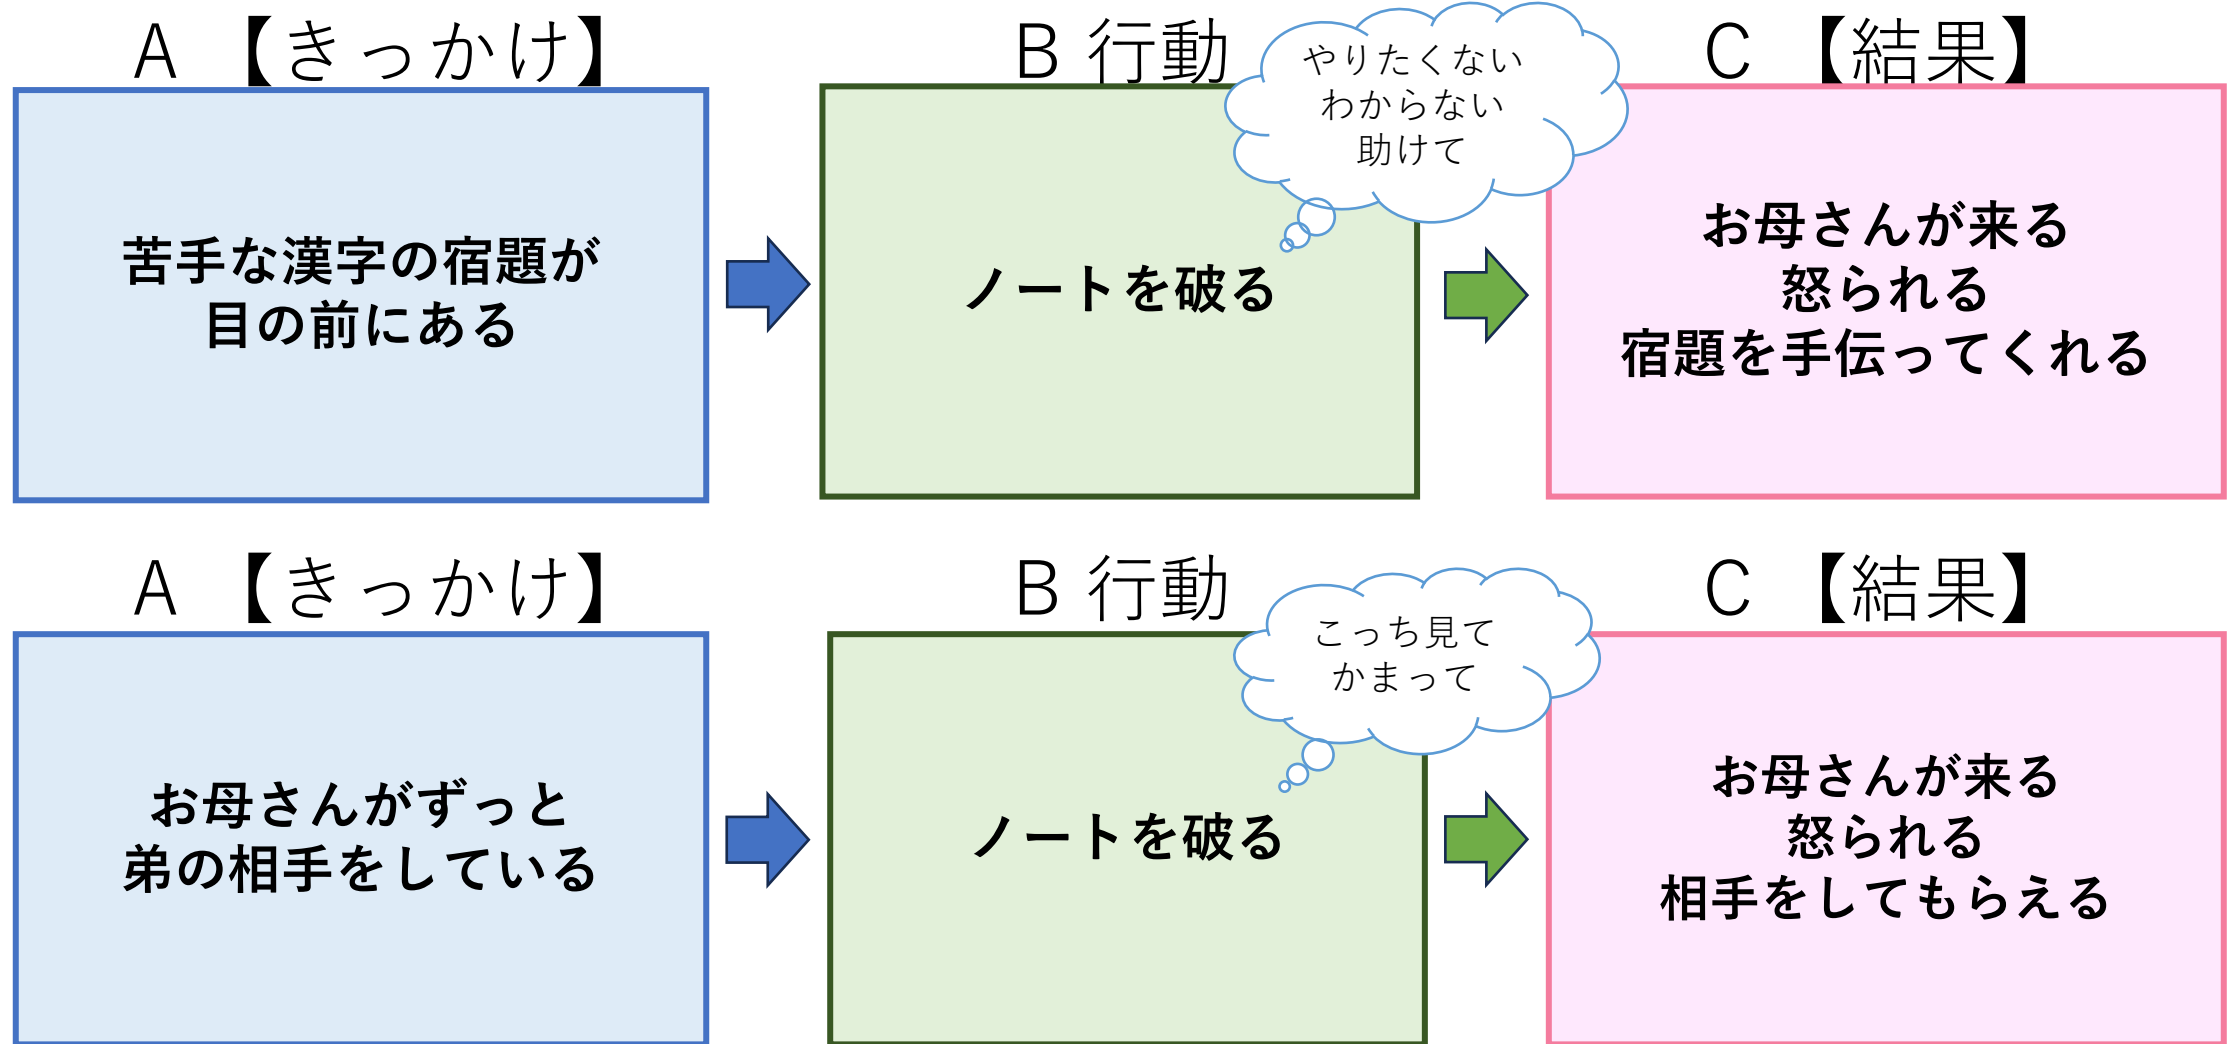 A 【きっかけ】
B 行動
C 【結果】
苦手な漢字の宿題が
目の前にある
ノートを破る
やりたくない
わからない
助けて
お母さんが来る
怒られる
宿題を手伝ってくれる
A 【きっかけ】
B 行動
C 【結果】
お母さんがずっと
弟の相手をしている
ノートを破る
こっち見て
かまって
お母さんが来る
怒られる
相手をしてもらえる